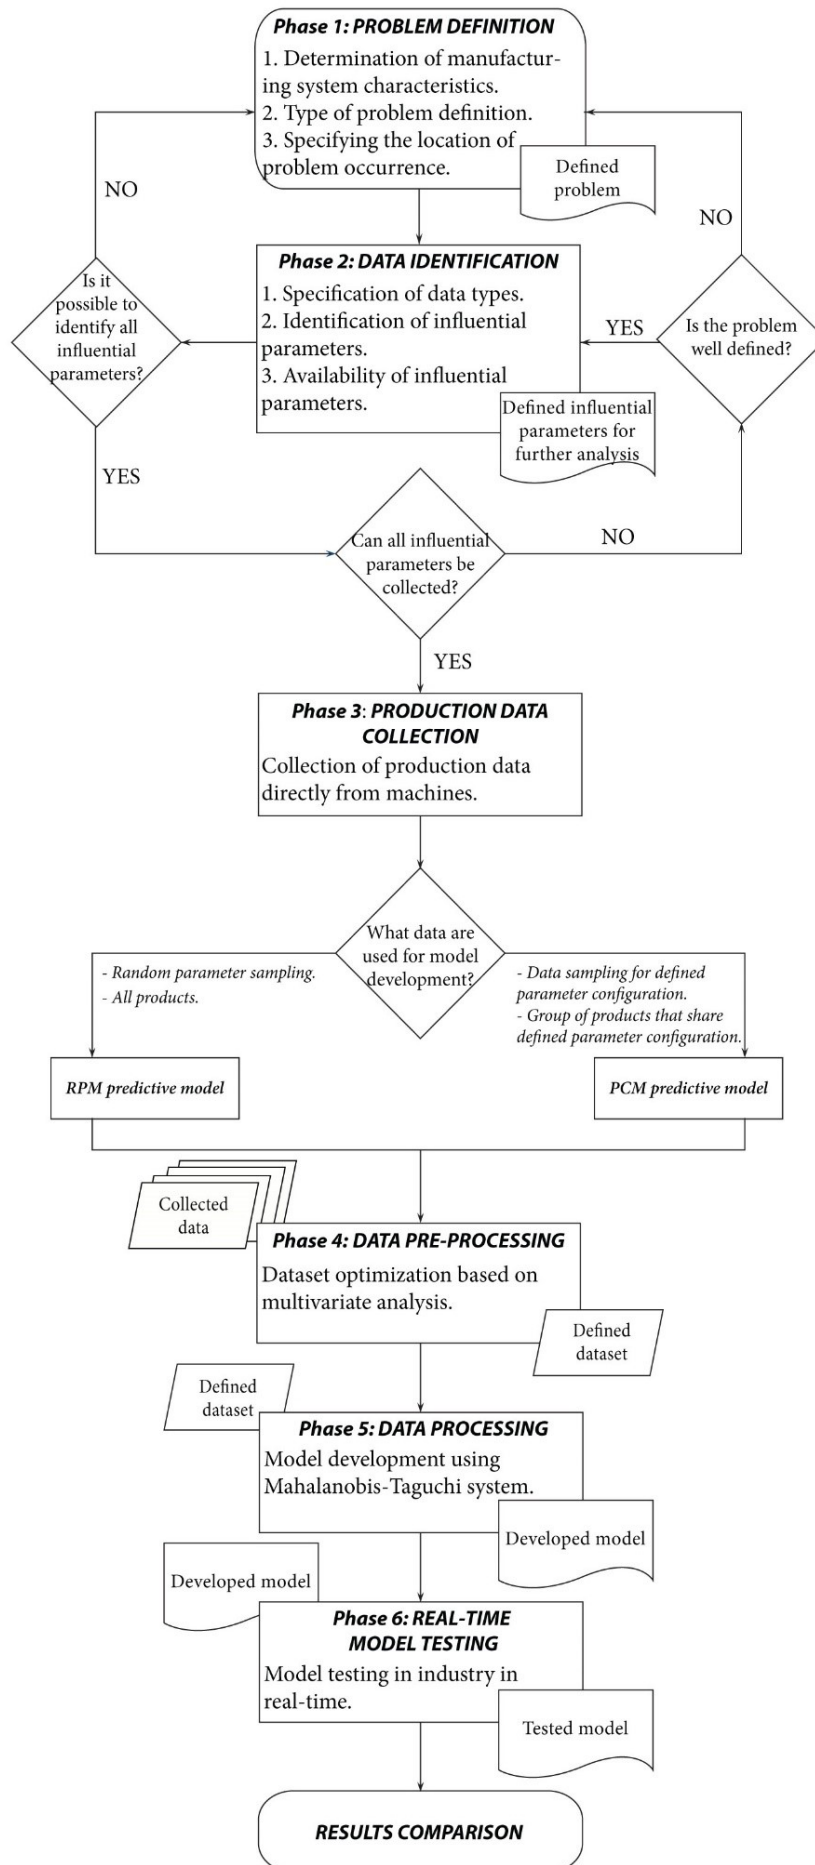 Phase 1: PROBLEM DEFINITION
1. Determination of manufactur-
ing system characteristics.
2. Type of problem definition.
3. Specifying the location of
problem occurrence.
Defined
problem
NO
NO
Phase 2: DATA IDENTIFICATION
1. Specification of data types.
2. Identification of influential
parameters.
3. Availability of influential
parameters.
Defined influential
parameters for
further analysis
Is it
possible to
identify all
influential
parameters?
YES
Is the problem
well defined?
YES
Can all influential
parameters be
collected?
NO
YES
Phase 3: PRODUCTION DATA
COLLECTION
Collection of production data
directly from machines.
What data are
used for model
development?
- Random parameter sampling.
- All products.
- Data sampling for defined
parameter configuration.
- Group of products that share
defined parameter configuration.
RPM predictive model
PCM predictive model
Collected
data
Phase 4: DATA PRE-PROCESSING
Dataset optimization based on
multivariate analysis.
Defined
dataset
Defined
dataset
Phase 5: DATA PROCESSING
Model development using
Mahalanobis-Taguchi system.
Developed model
Developed model
Phase 6: REAL-TIME
MODEL TESTING
Model testing in industry in
real-time.
Tested model
RESULTS COMPARISON